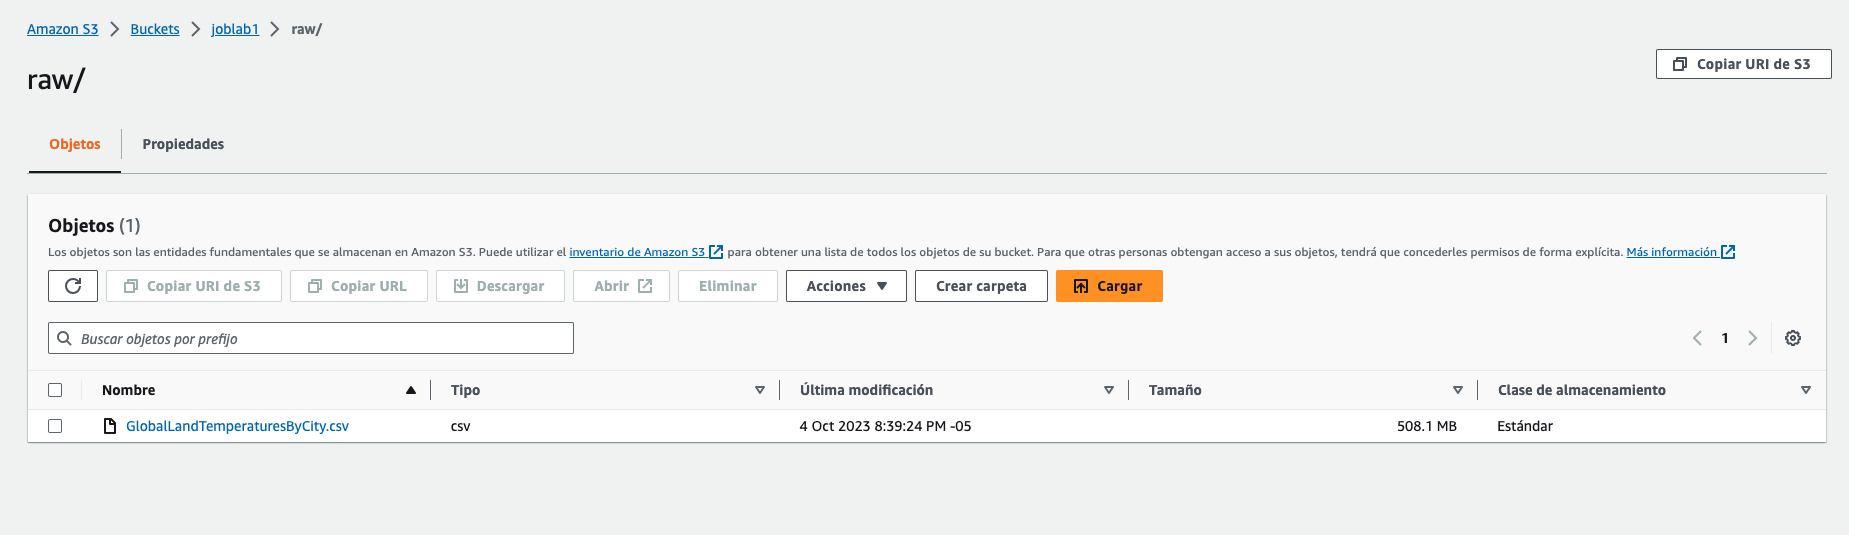 Amazon S3 Buckets joblab1 raw/
raw/
Copiar URI de S3
Objetos Propiedades
Objetos (1)
Los objetos son las entidades fundamentales que se almacenan en Amazon S3. Puede utilizar el inventario de Amazon S3 para obtener una lista de todos los objetos de su bucket. Para que otras personas obtengan acceso a sus objetos, tendrá que concederles permisos de forma explícita. Más información
Copiar URI de S3 Copiar URL Descargar Abrir Eliminar Acciones Crear carpeta Cargar
Buscar objetos por prefijo
1
Nombre Tipo Última modificación Tamaño Clase de almacenamiento
GlobalLandTemperaturesByCity.csv csv 4 Oct 2023 8:39:24 PM -05 508.1 MB Estándar